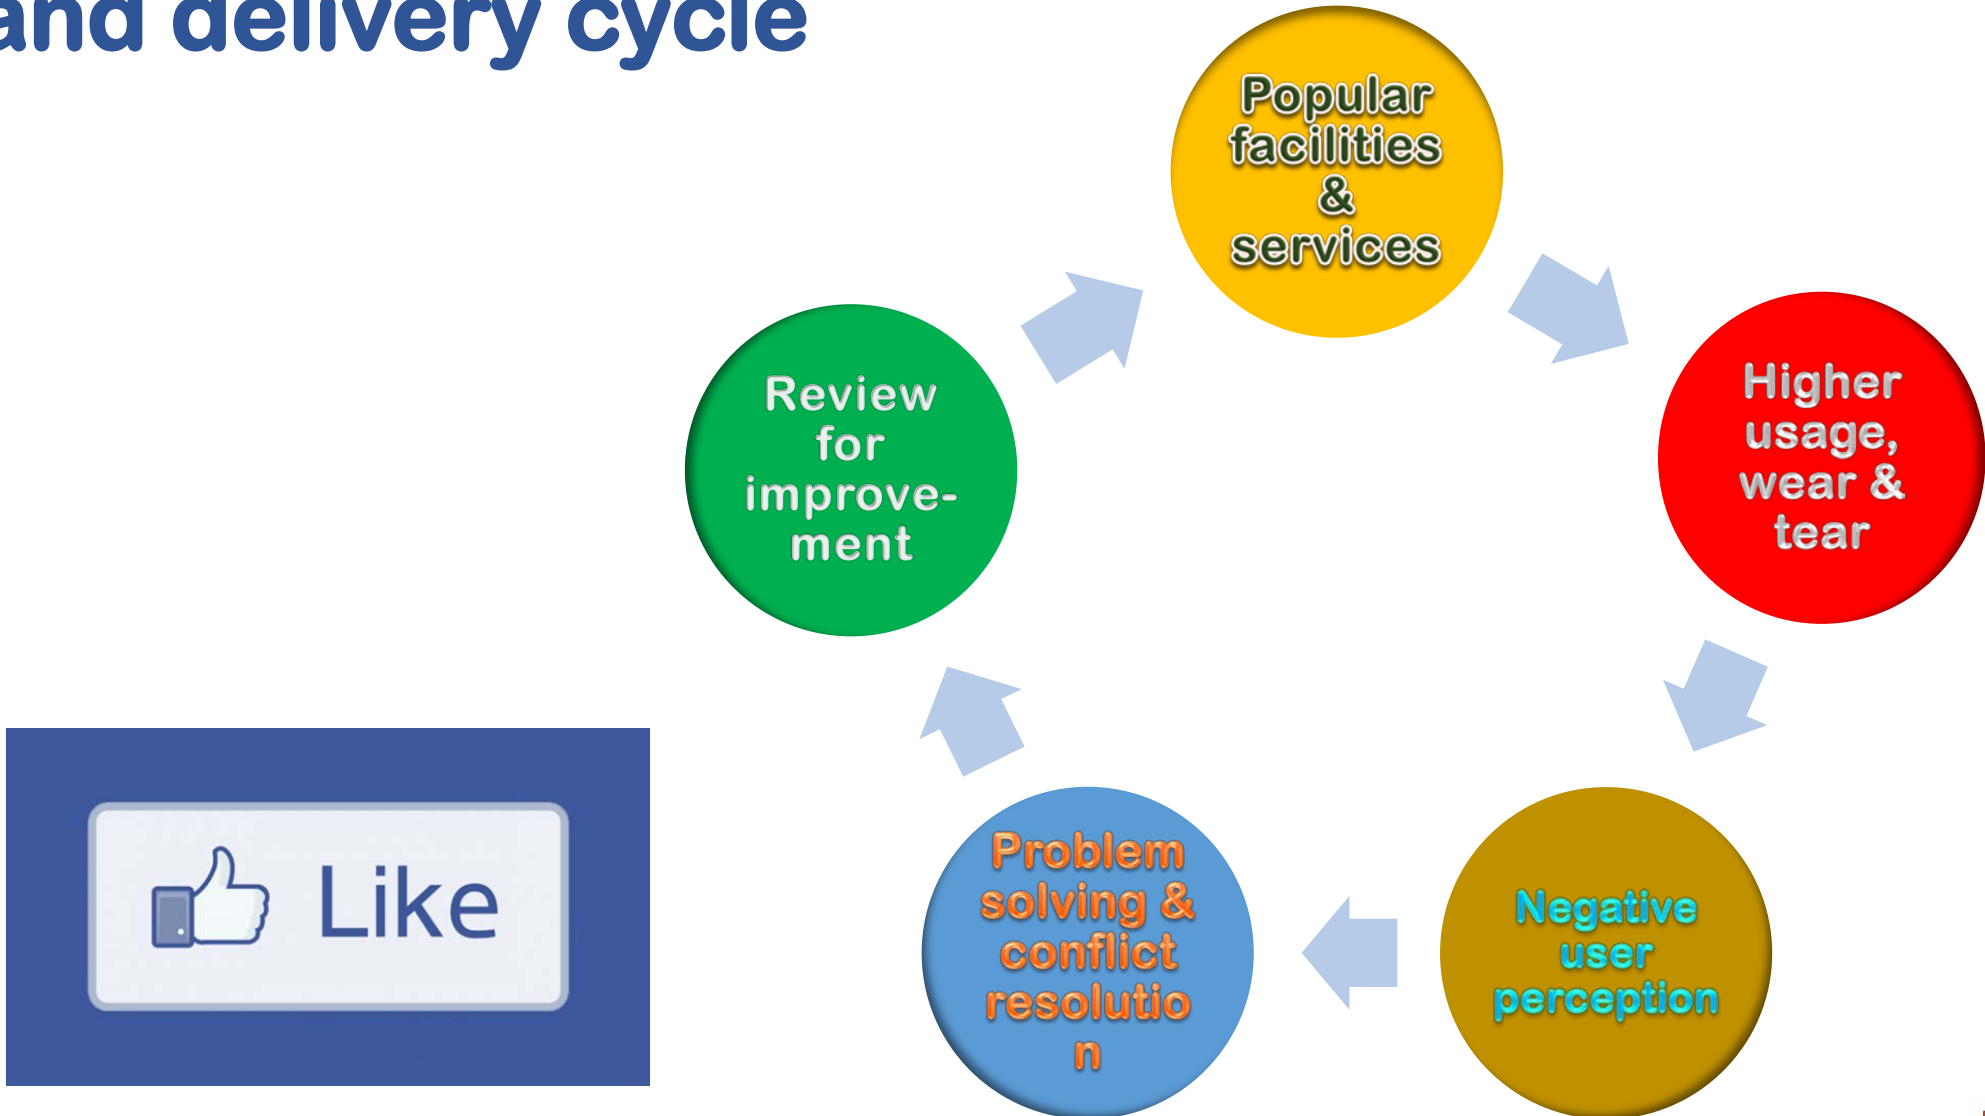 and delivery cycle
Popular
facilities
&
services
Higher
usage,
wear &
tear
Negative
user
perception
Problem
solving &
conflict
resolutio
n
Review
for
improve-
ment
Like